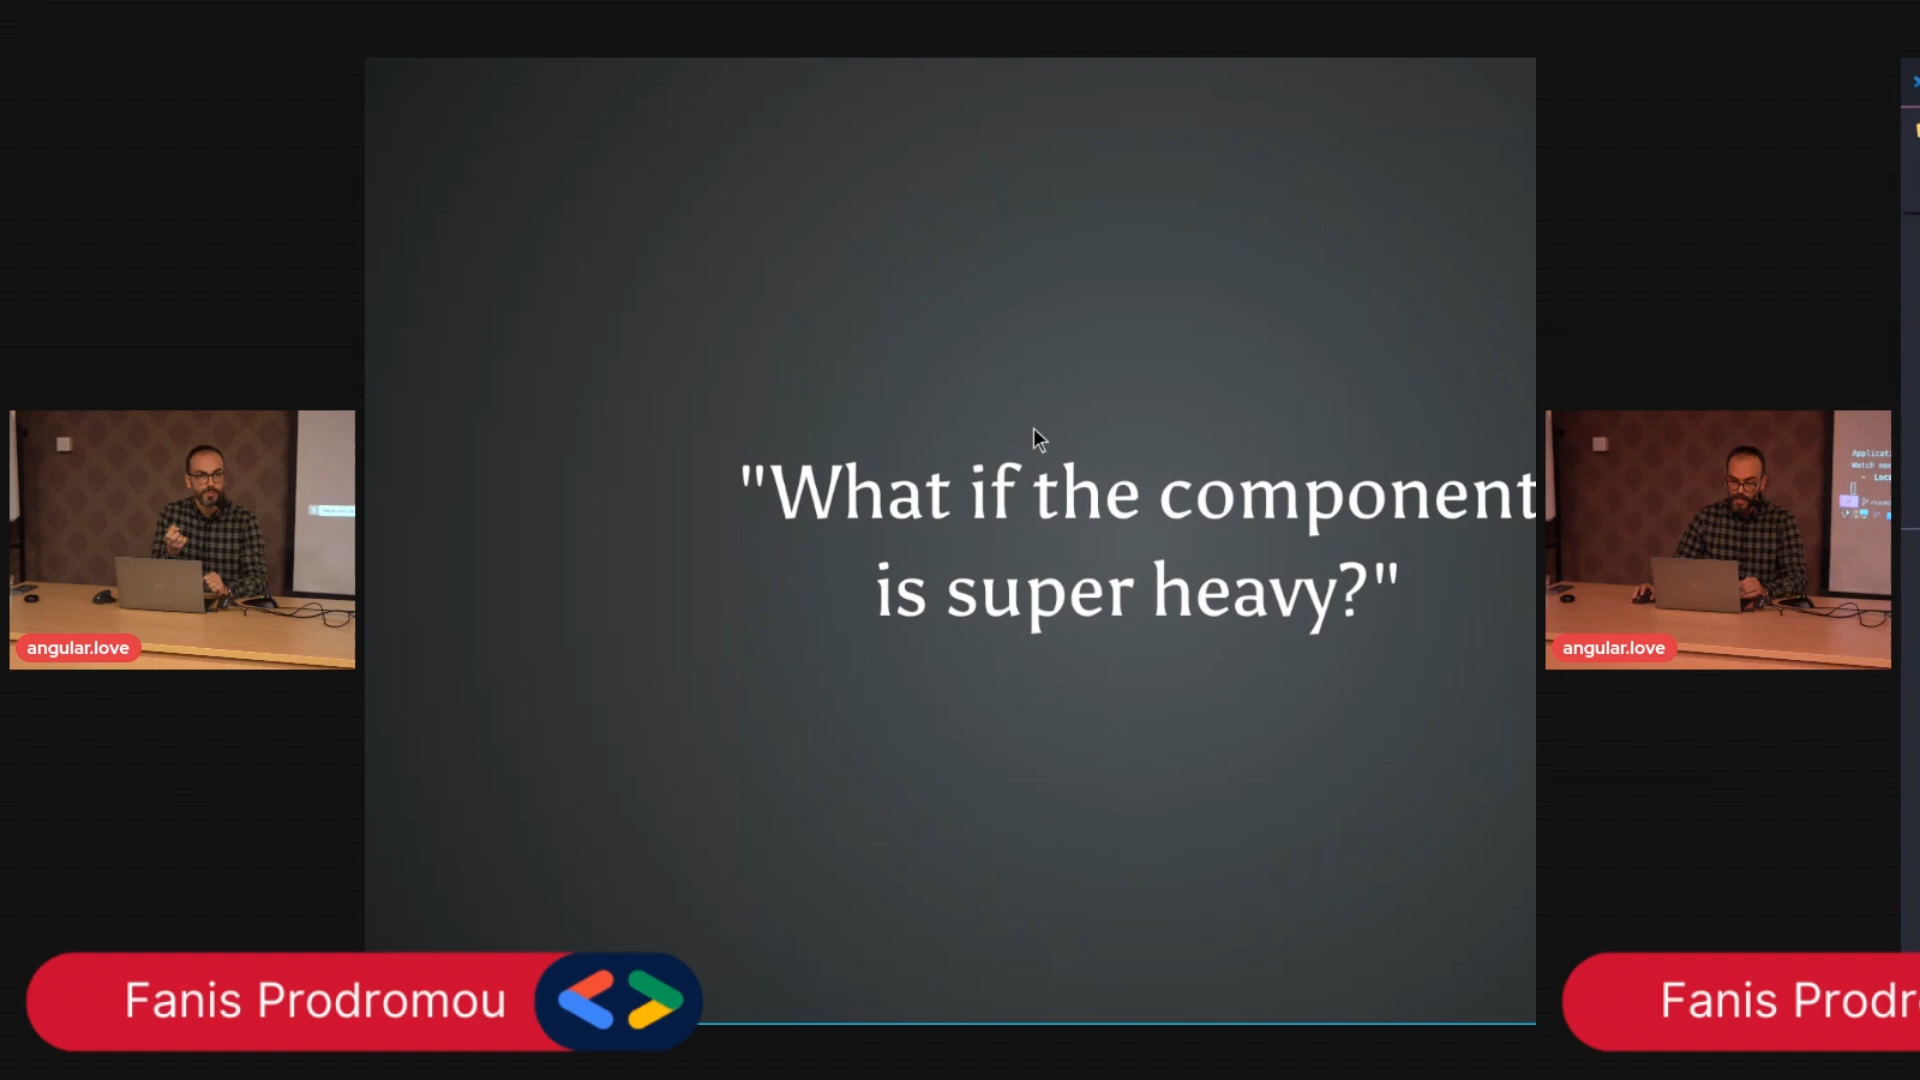 "What if the component
is super heavy?"
angular.love
Fanis Prodromou
angular.love
Fanis Prodr